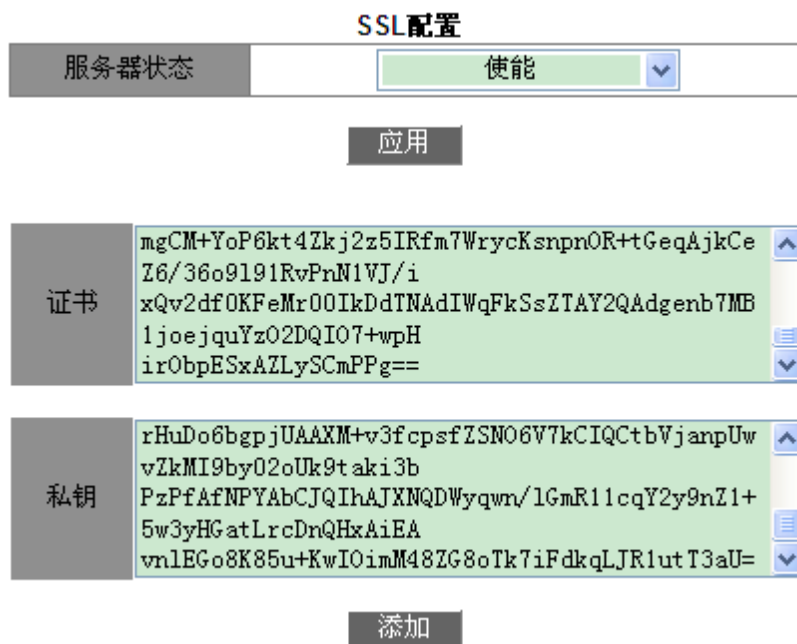 SSL配置
服务器状态
使能
应用
证书
mgCM+YoP6kt4Zkj2z5IRfm7WrycKsnpnOR+tGeqAjkCe
Z6/36o9l91RvPnN1VJ/i
xQv2dfOKFeMr00IkDdTNAdIWqFkSsZTAY2QAdgenb7MB
1joejquYzO2DQIO7+wpH
irObpESxAZLySCmPPg==
私钥
rHuDo6bgpjUAAXM+v3fcpsfZSNO6V7kCIQCtbVjanpUw
vZkMI9byO2oUk9taki3b
PzPfAfNPYAbCJQIhAJXNQDWyqwn/lGmR11cqY2y9nZ1+
5w3yHGatLrcDnQHxAiEA
vnlEGo8K85u+KwIOimM48ZG8oTk7iFdkqLJR1utT3aU=
添加